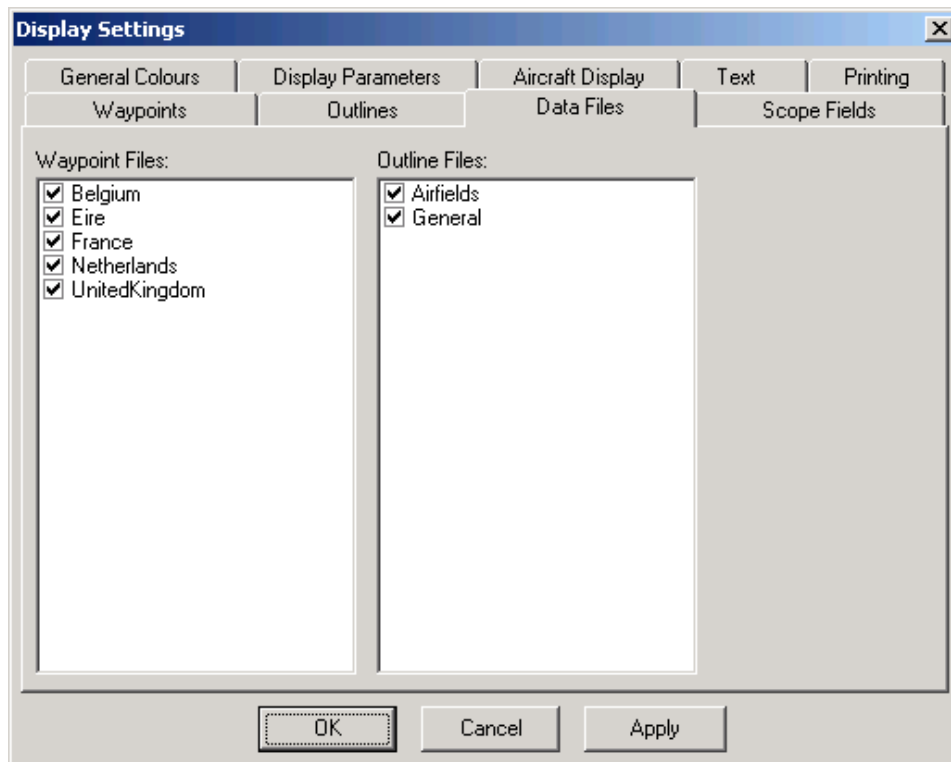 Display Settings
General Colours Display Parameters Aircraft Display Text Printing
Waypoints Outlines Data Files Scope Fields
Waypoint Files: Outline Files:
Belgium Airfields
Eire General
France
Netherlands
UnitedKingdom
OK Cancel Apply